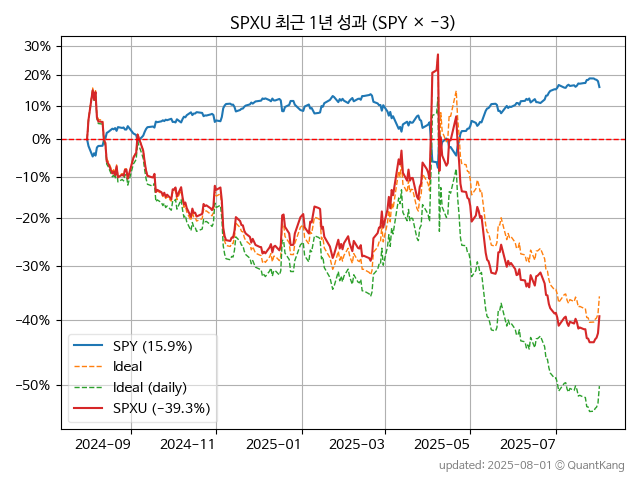 SPXU 최근 1년 성과 (SPY × −3)
30%
20%
10%
0%
−10%
−20%
−30%
−40%
−50%
SPY (15.9%)
Ideal
Ideal (daily)
SPXU (−39.3%)
2024-09
2024-11
2025-01
2025-03
2025-05
2025-07
updated: 2025-08-01 © QuantKang